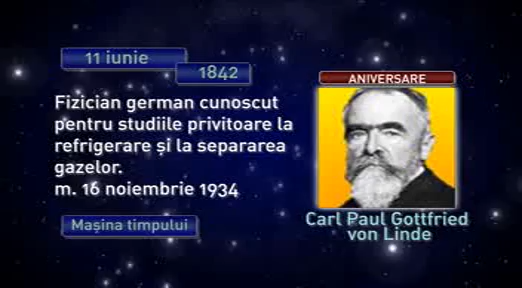 11 iunie
1842
Fizician german cunoscut
pentru studiile privitoare la
refrigerare și la separarea
gazelor.
m. 16 noiembrie 1934
Mașina timpului
ANIVERSARE
Carl Paul Gottfried
von Linde